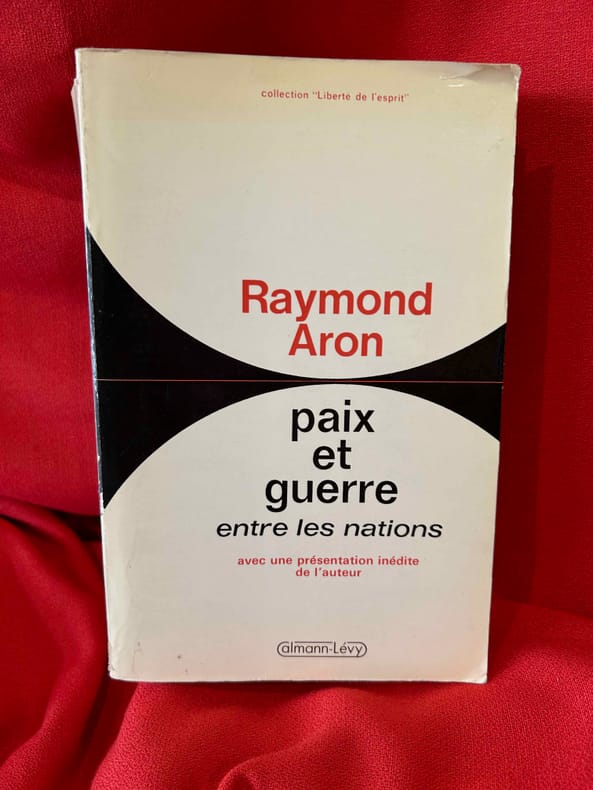 collection "Liberté de l'esprit"
Raymond
Aron
paix
et
guerre
entre les nations
avec une présentation inédite
de l'auteur
Calmann-Lévy